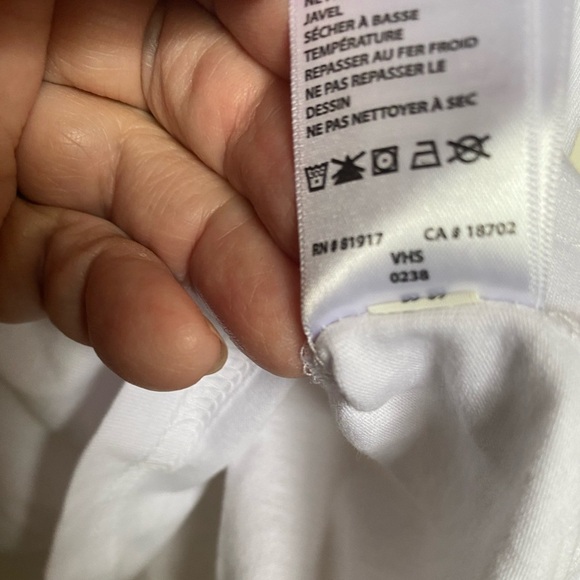 JAVEL
SÉCHER À BASSE
TEMPÉRATURE
REPASSER AU FER FROID
NE PAS REPASSER LE
DESSIN
NE PAS NETTOYER À SEC
RN # 81917 CA # 18702
VHS
0238